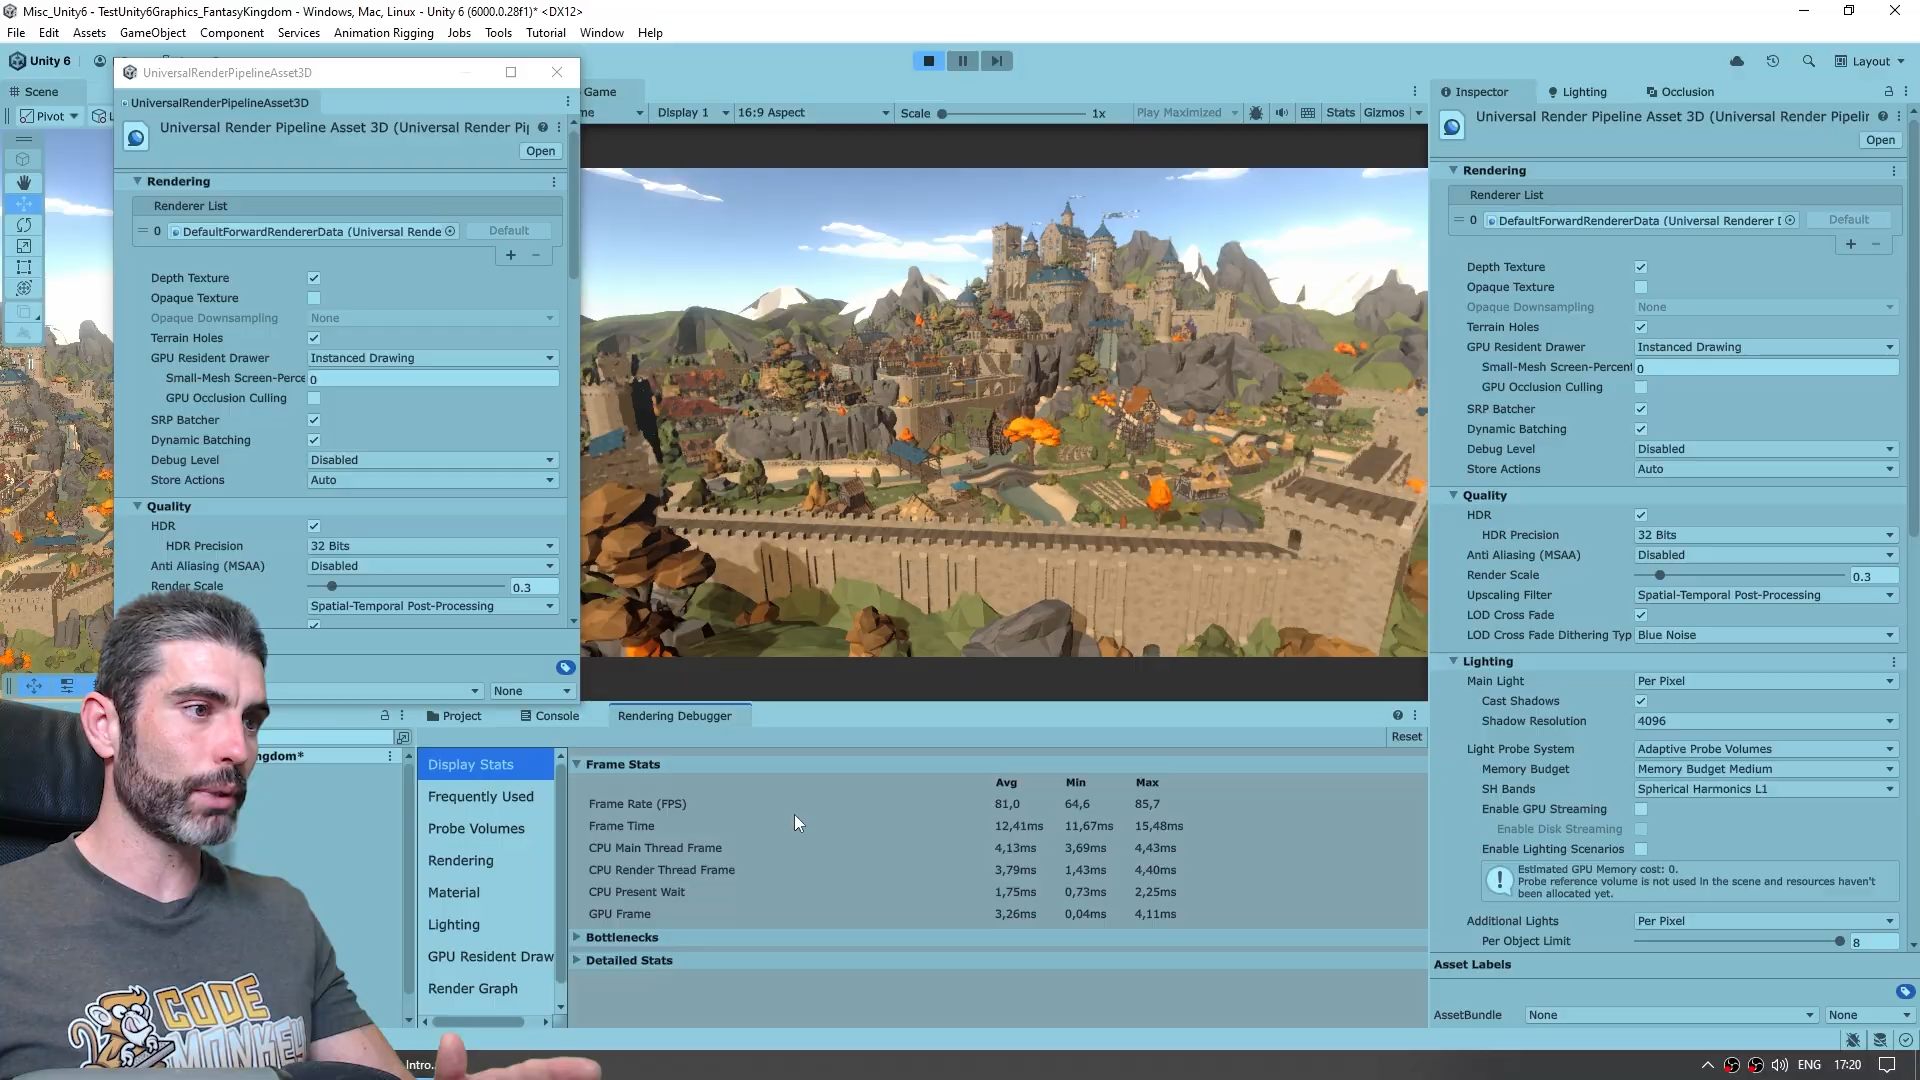 Misc_Unity6 - TestUnity6Graphics_FantasyKingdom - Windows, Mac, Linux - Unity 6 (6000.0.28f1)* <DX12>
File Edit Assets GameObject Component Services Animation Rigging Jobs Tools Tutorial Window Help
Unity 6
Layout
Scene
Pivot
UniversalRenderPipelineAsset3D
UniversalRenderPipelineAsset3D
Universal Render Pipeline Asset 3D (Universal Render Pi
Open
Rendering
Renderer List
0 DefaultForwardRendererData (Universal Rende Default
+ -
Depth Texture
Opaque Texture
Opaque Downsampling None
Terrain Holes
GPU Resident Drawer Instanced Drawing
Small-Mesh Screen-Perce 0
GPU Occlusion Culling
SRP Batcher
Dynamic Batching
Debug Level Disabled
Store Actions Auto
Quality
HDR
HDR Precision 32 Bits
Anti Aliasing (MSAA) Disabled
Render Scale 0.3
Spatial-Temporal Post-Processing
None
Game
me Display 1 16:9 Aspect Scale 1x Play Maximized Stats Gizmos
Inspector Lighting Occlusion
Universal Render Pipeline Asset 3D (Universal Render Pipelin
Open
Rendering
Renderer List
0 DefaultForwardRendererData (Universal Renderer D Default
+ -
Depth Texture
Opaque Texture
Opaque Downsampling None
Terrain Holes
GPU Resident Drawer Instanced Drawing
Small-Mesh Screen-Percent 0
GPU Occlusion Culling
SRP Batcher
Dynamic Batching
Debug Level Disabled
Store Actions Auto
Quality
HDR
HDR Precision 32 Bits
Anti Aliasing (MSAA) Disabled
Render Scale 0.3
Upscaling Filter Spatial-Temporal Post-Processing
LOD Cross Fade
LOD Cross Fade Dithering Typ Blue Noise
Lighting
Main Light Per Pixel
Cast Shadows
Shadow Resolution 4096
Light Probe System Adaptive Probe Volumes
Memory Budget Memory Budget Medium
SH Bands Spherical Harmonics L1
Enable GPU Streaming
Enable Disk Streaming
Enable Lighting Scenarios
Estimated GPU Memory cost: 0.
Probe reference volume is not used in the scene and resources haven't
been allocated yet.
Additional Lights Per Pixel
Per Object Limit 8
Asset Labels
AssetBundle None None
Project Console Rendering Debugger
Reset
ngdom*
Display Stats
Frequently Used
Probe Volumes
Rendering
Material
Lighting
GPU Resident Draw
Render Graph
Frame Stats
Avg Min Max
Frame Rate (FPS) 81,0 64,6 85,7
Frame Time 12,41ms 11,67ms 15,48ms
CPU Main Thread Frame 4,13ms 3,69ms 4,43ms
CPU Render Thread Frame 3,79ms 1,43ms 4,40ms
CPU Present Wait 1,75ms 0,73ms 2,25ms
GPU Frame 3,26ms 0,04ms 4,11ms
Bottlenecks
Detailed Stats
CODE
MONKEY
Intro..
ENG 17:20